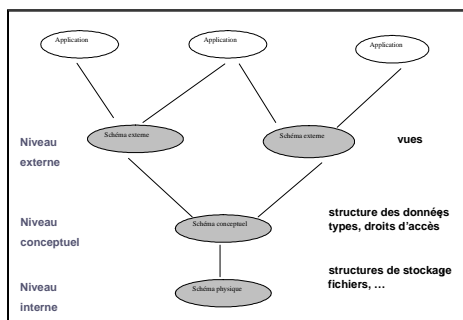 Application
Application
Application
Schéma externe
Schéma externe
Niveau
externe
vues
Schéma conceptuel
Niveau
conceptuel
structure des données
types, droits d'accès
Schéma physique
Niveau
interne
structures de stockage
fichiers, ...